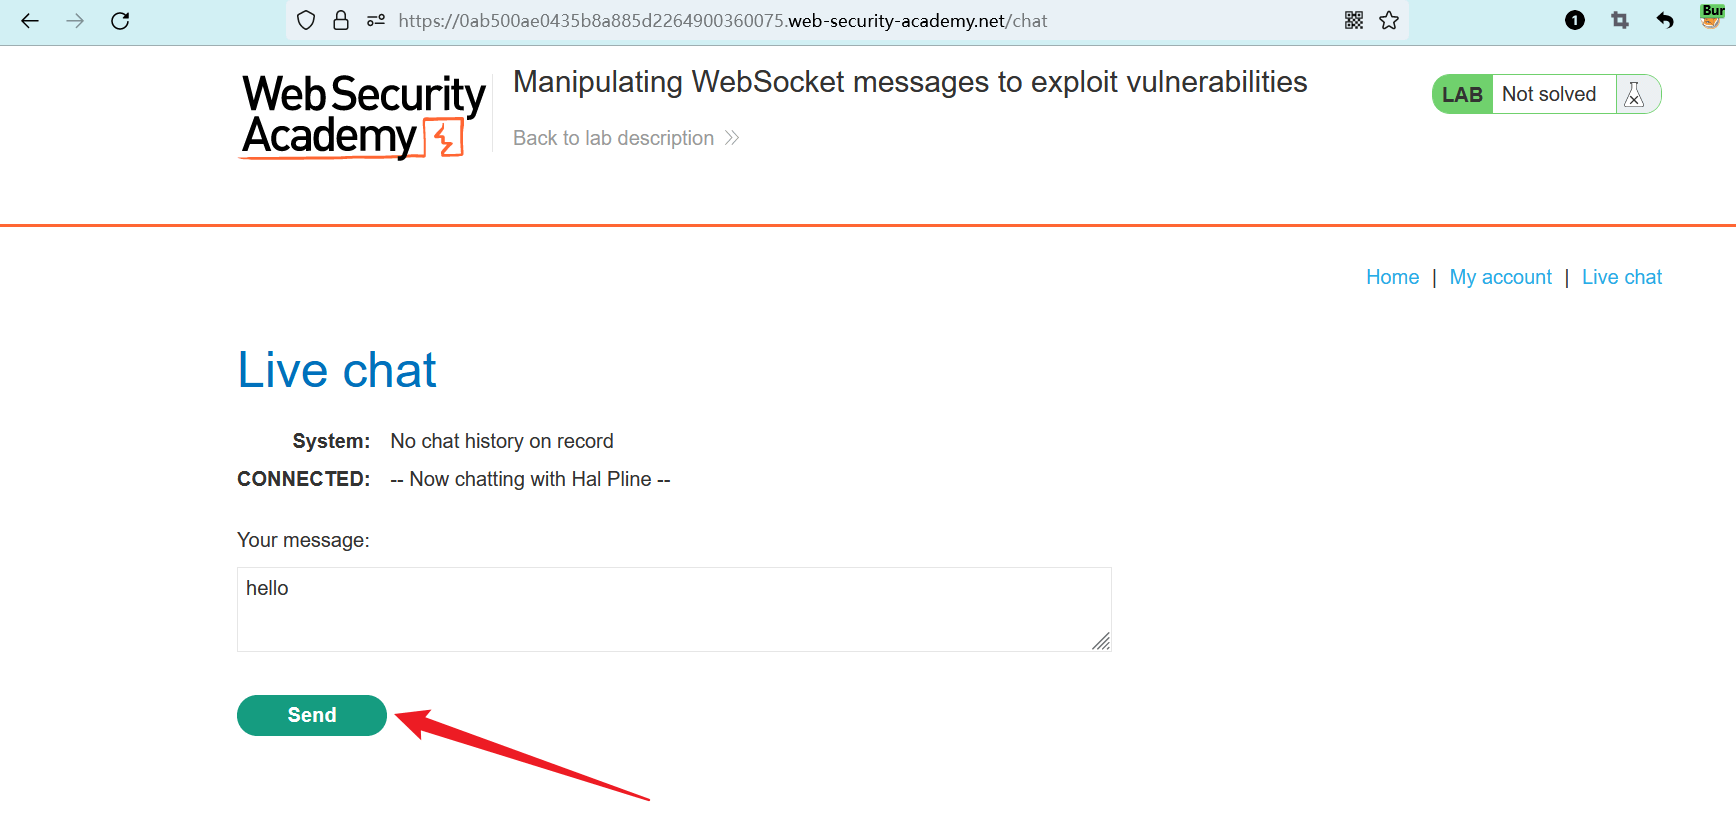 https://0ab500ae0435b8a885d2264900360075.web-security-academy.net/chat
1
Bur
Web Security
Academy
Manipulating WebSocket messages to exploit vulnerabilities
Back to lab description
LAB Not solved
Home | My account | Live chat
Live chat
System: No chat history on record
CONNECTED: -- Now chatting with Hal Pline --
Your message:
hello
Send